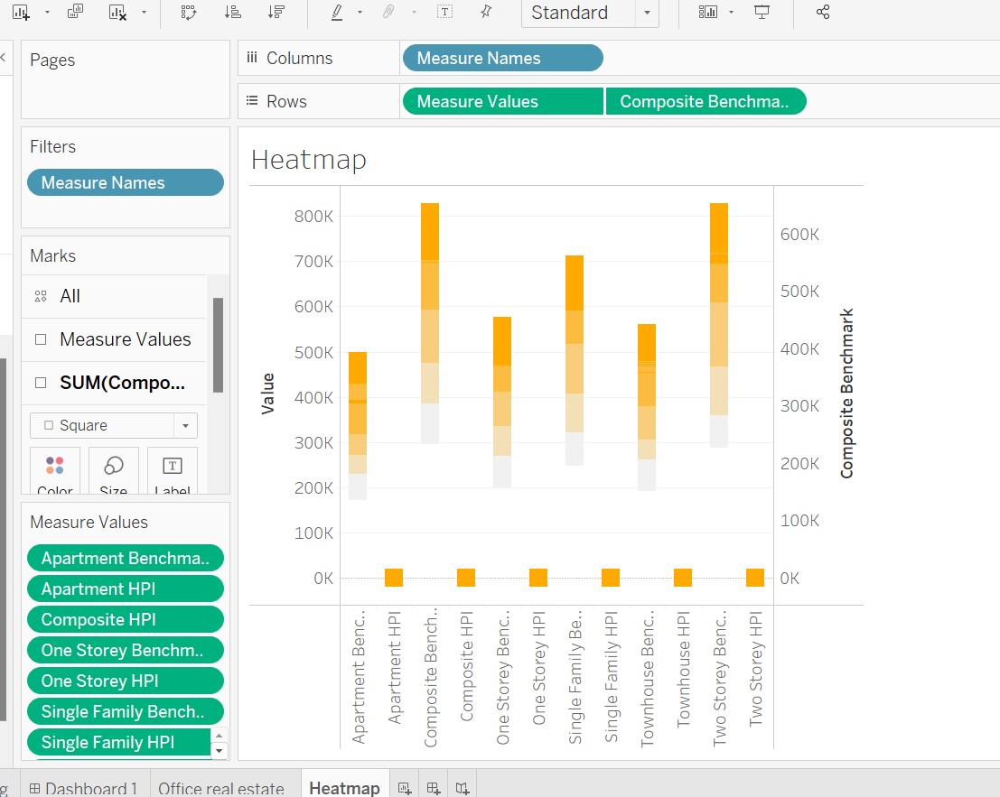 Standard
Pages
Columns
Measure Names
Rows
Measure Values
Composite Benchma..
Filters
Measure Names
Marks
All
Measure Values
SUM(Compo...
Square
Color
Size
Label
T
T
Measure Values
Apartment Benchma..
Apartment HPI
Composite HPI
One Storey Benchm..
One Storey HPI
Single Family Bench..
Single Family HPI
Heatmap
800K
700K
600K
500K
400K
300K
200K
100K
0K
Value
600K
500K
400K
300K
200K
100K
0K
Composite Benchmark
Apartment Benc..
Apartment HPI
Composite Bench..
Composite HPI
One Storey Benc..
One Storey HPI
Single Family Be..
Single Family HPI
Townhouse Benc..
Townhouse HPI
Two Storey Benc..
Two Storey HPI
g
Dashboard 1
Office real estate
Heatmap